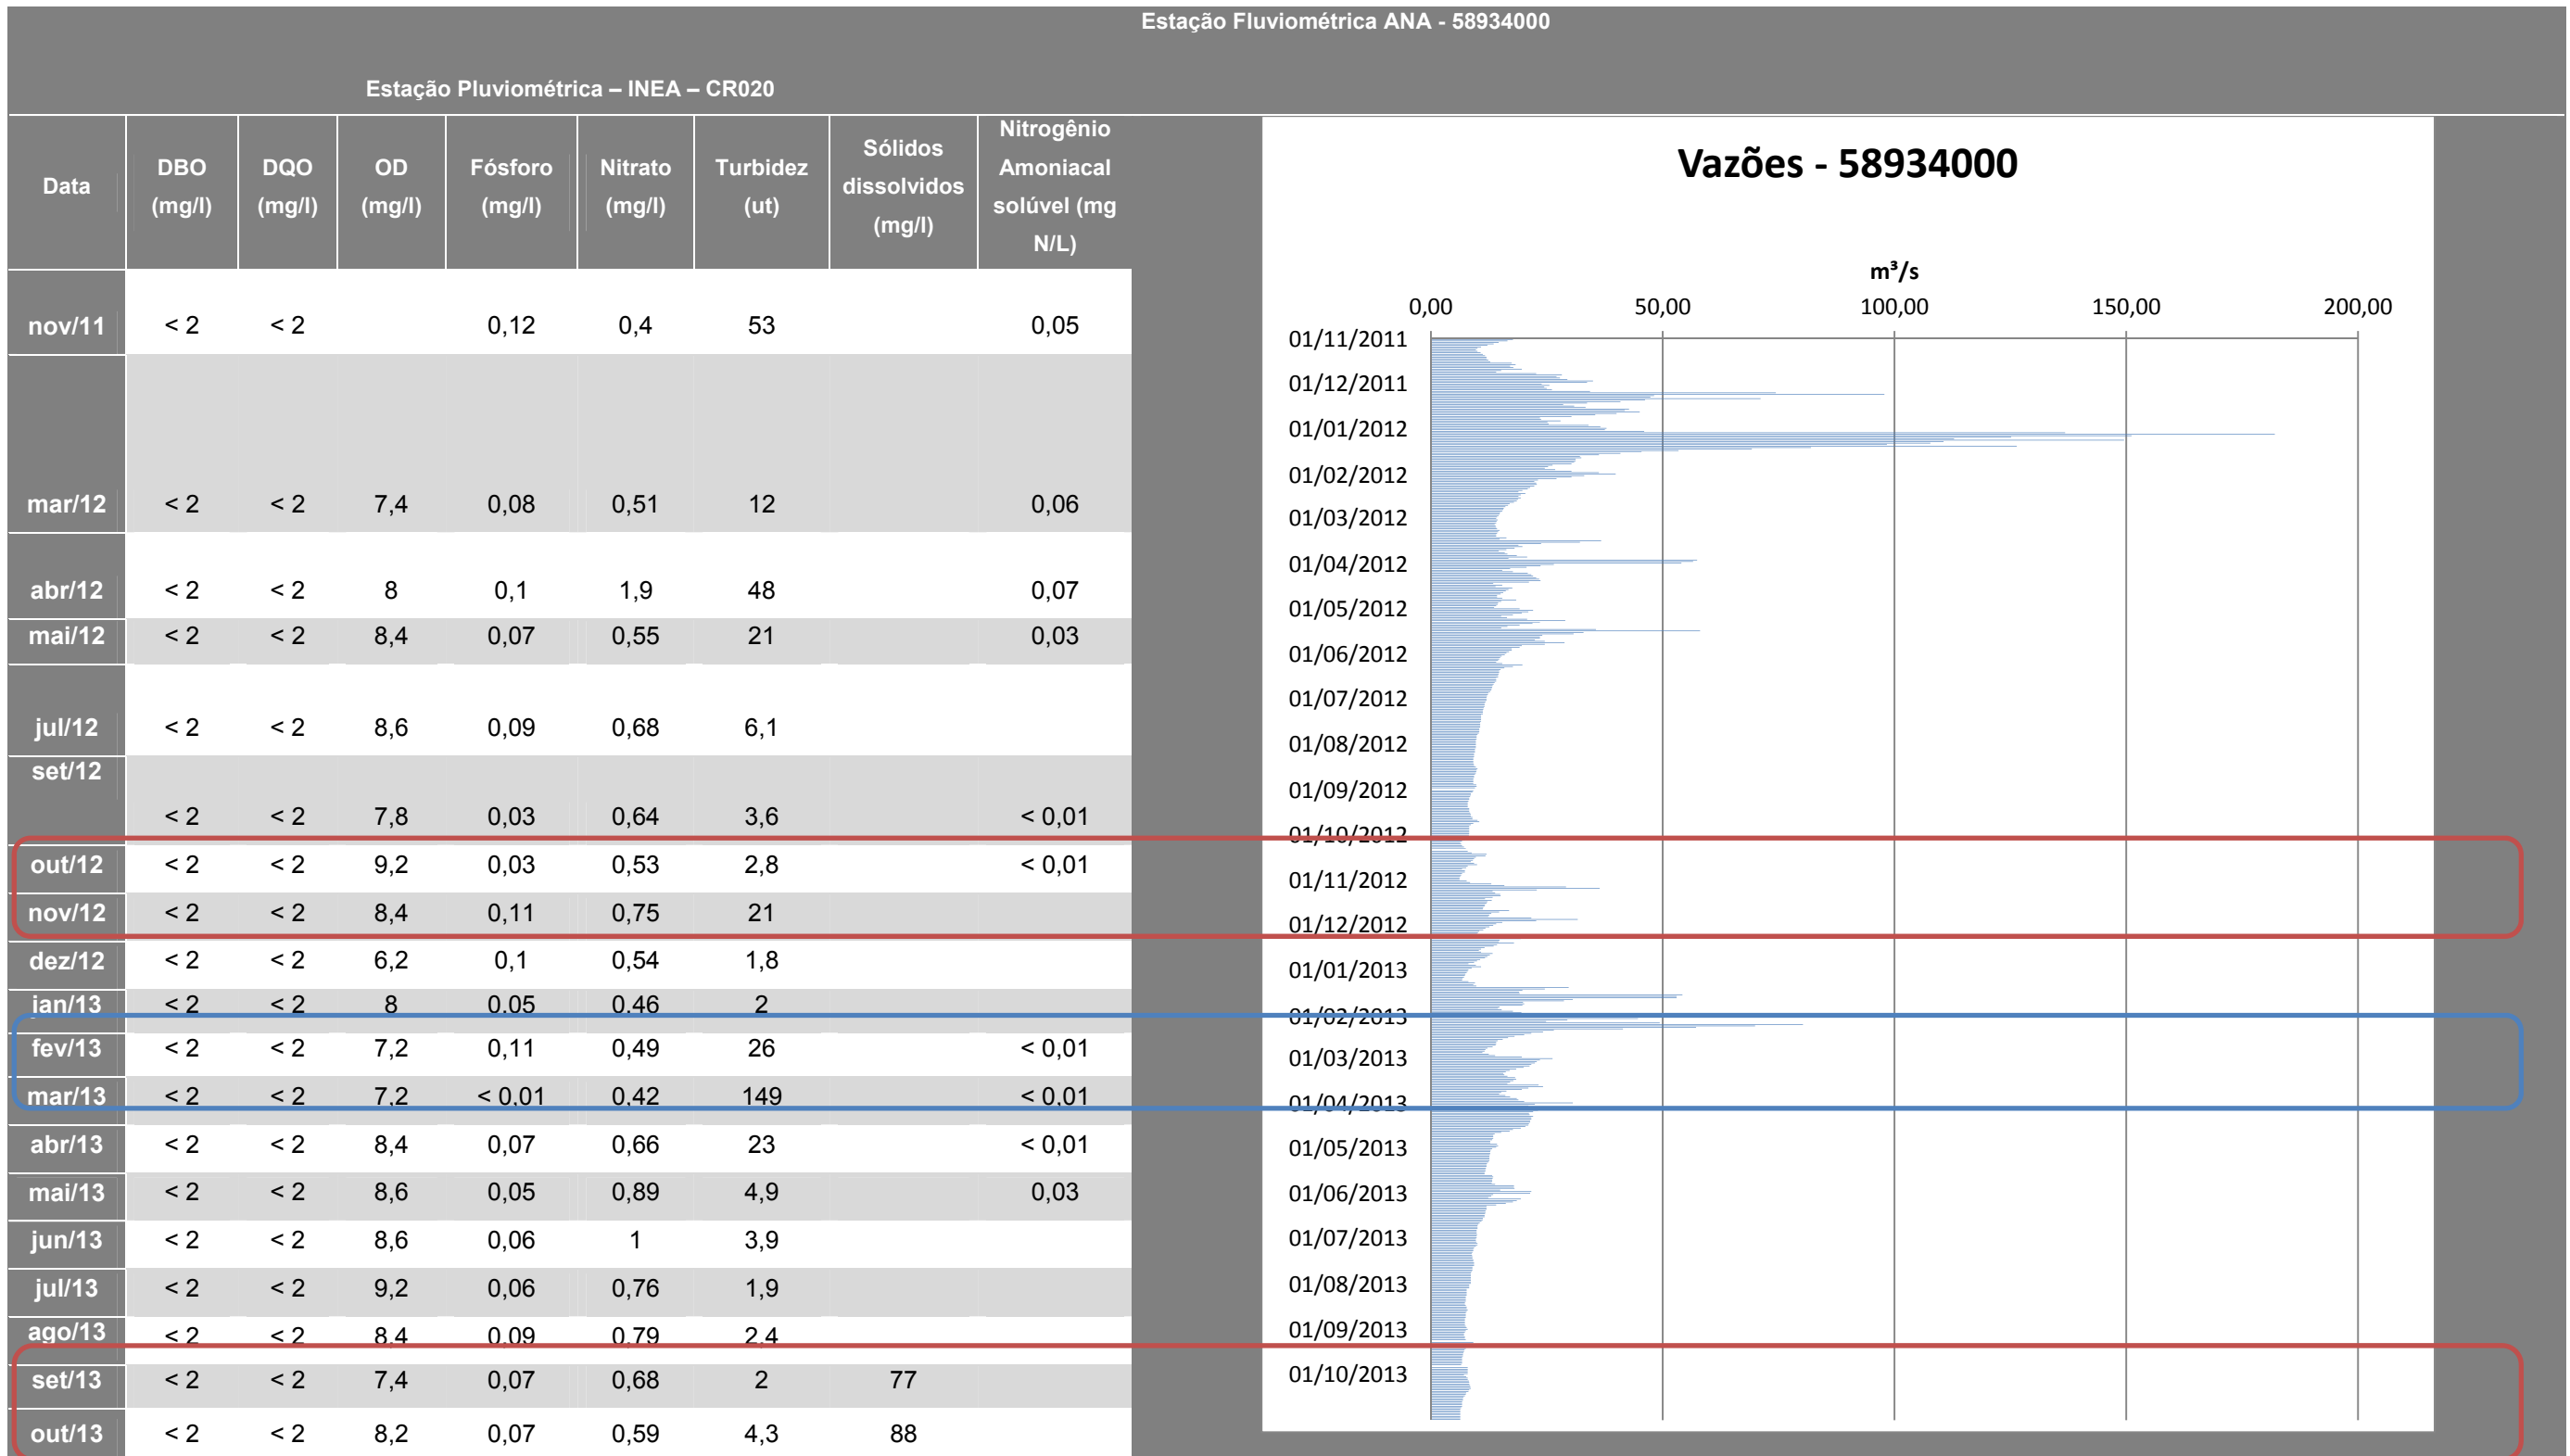 Estação Fluviométrica ANA - 58934000
Estação Pluviométrica – INEA – CR020
Data DBO (mg/l) DQO (mg/l) OD (mg/l) Fósforo (mg/l) Nitrato (mg/l) Turbidez (ut) Sólidos dissolvidos (mg/l) Nitrogênio Amoniacal solúvel (mg N/L)
nov/11 < 2 < 2 0,12 0,4 53 0,05
mar/12 < 2 < 2 7,4 0,08 0,51 12 0,06
abr/12 < 2 < 2 8 0,1 1,9 48 0,07
mai/12 < 2 < 2 8,4 0,07 0,55 21 0,03
jul/12 < 2 < 2 8,6 0,09 0,68 6,1
set/12 < 2 < 2 7,8 0,03 0,64 3,6 < 0,01
out/12 < 2 < 2 9,2 0,03 0,53 2,8 < 0,01
nov/12 < 2 < 2 8,4 0,11 0,75 21
dez/12 < 2 < 2 6,2 0,1 0,54 1,8
jan/13 < 2 < 2 8 0,05 0,46 2
fev/13 < 2 < 2 7,2 0,11 0,49 26 < 0,01
mar/13 < 2 < 2 7,2 < 0,01 0,42 149 < 0,01
abr/13 < 2 < 2 8,4 0,07 0,66 23 < 0,01
mai/13 < 2 < 2 8,6 0,05 0,89 4,9 0,03
jun/13 < 2 < 2 8,6 0,06 1 3,9
jul/13 < 2 < 2 9,2 0,06 0,76 1,9
ago/13 < 2 < 2 8,4 0,09 0,79 2,4
set/13 < 2 < 2 7,4 0,07 0,68 2 77
out/13 < 2 < 2 8,2 0,07 0,59 4,3 88
Vazões - 58934000
m³/s
0,00 50,00 100,00 150,00 200,00
01/11/2011
01/12/2011
01/01/2012
01/02/2012
01/03/2012
01/04/2012
01/05/2012
01/06/2012
01/07/2012
01/08/2012
01/09/2012
01/10/2012
01/11/2012
01/12/2012
01/01/2013
01/02/2013
01/03/2013
01/04/2013
01/05/2013
01/06/2013
01/07/2013
01/08/2013
01/09/2013
01/10/2013